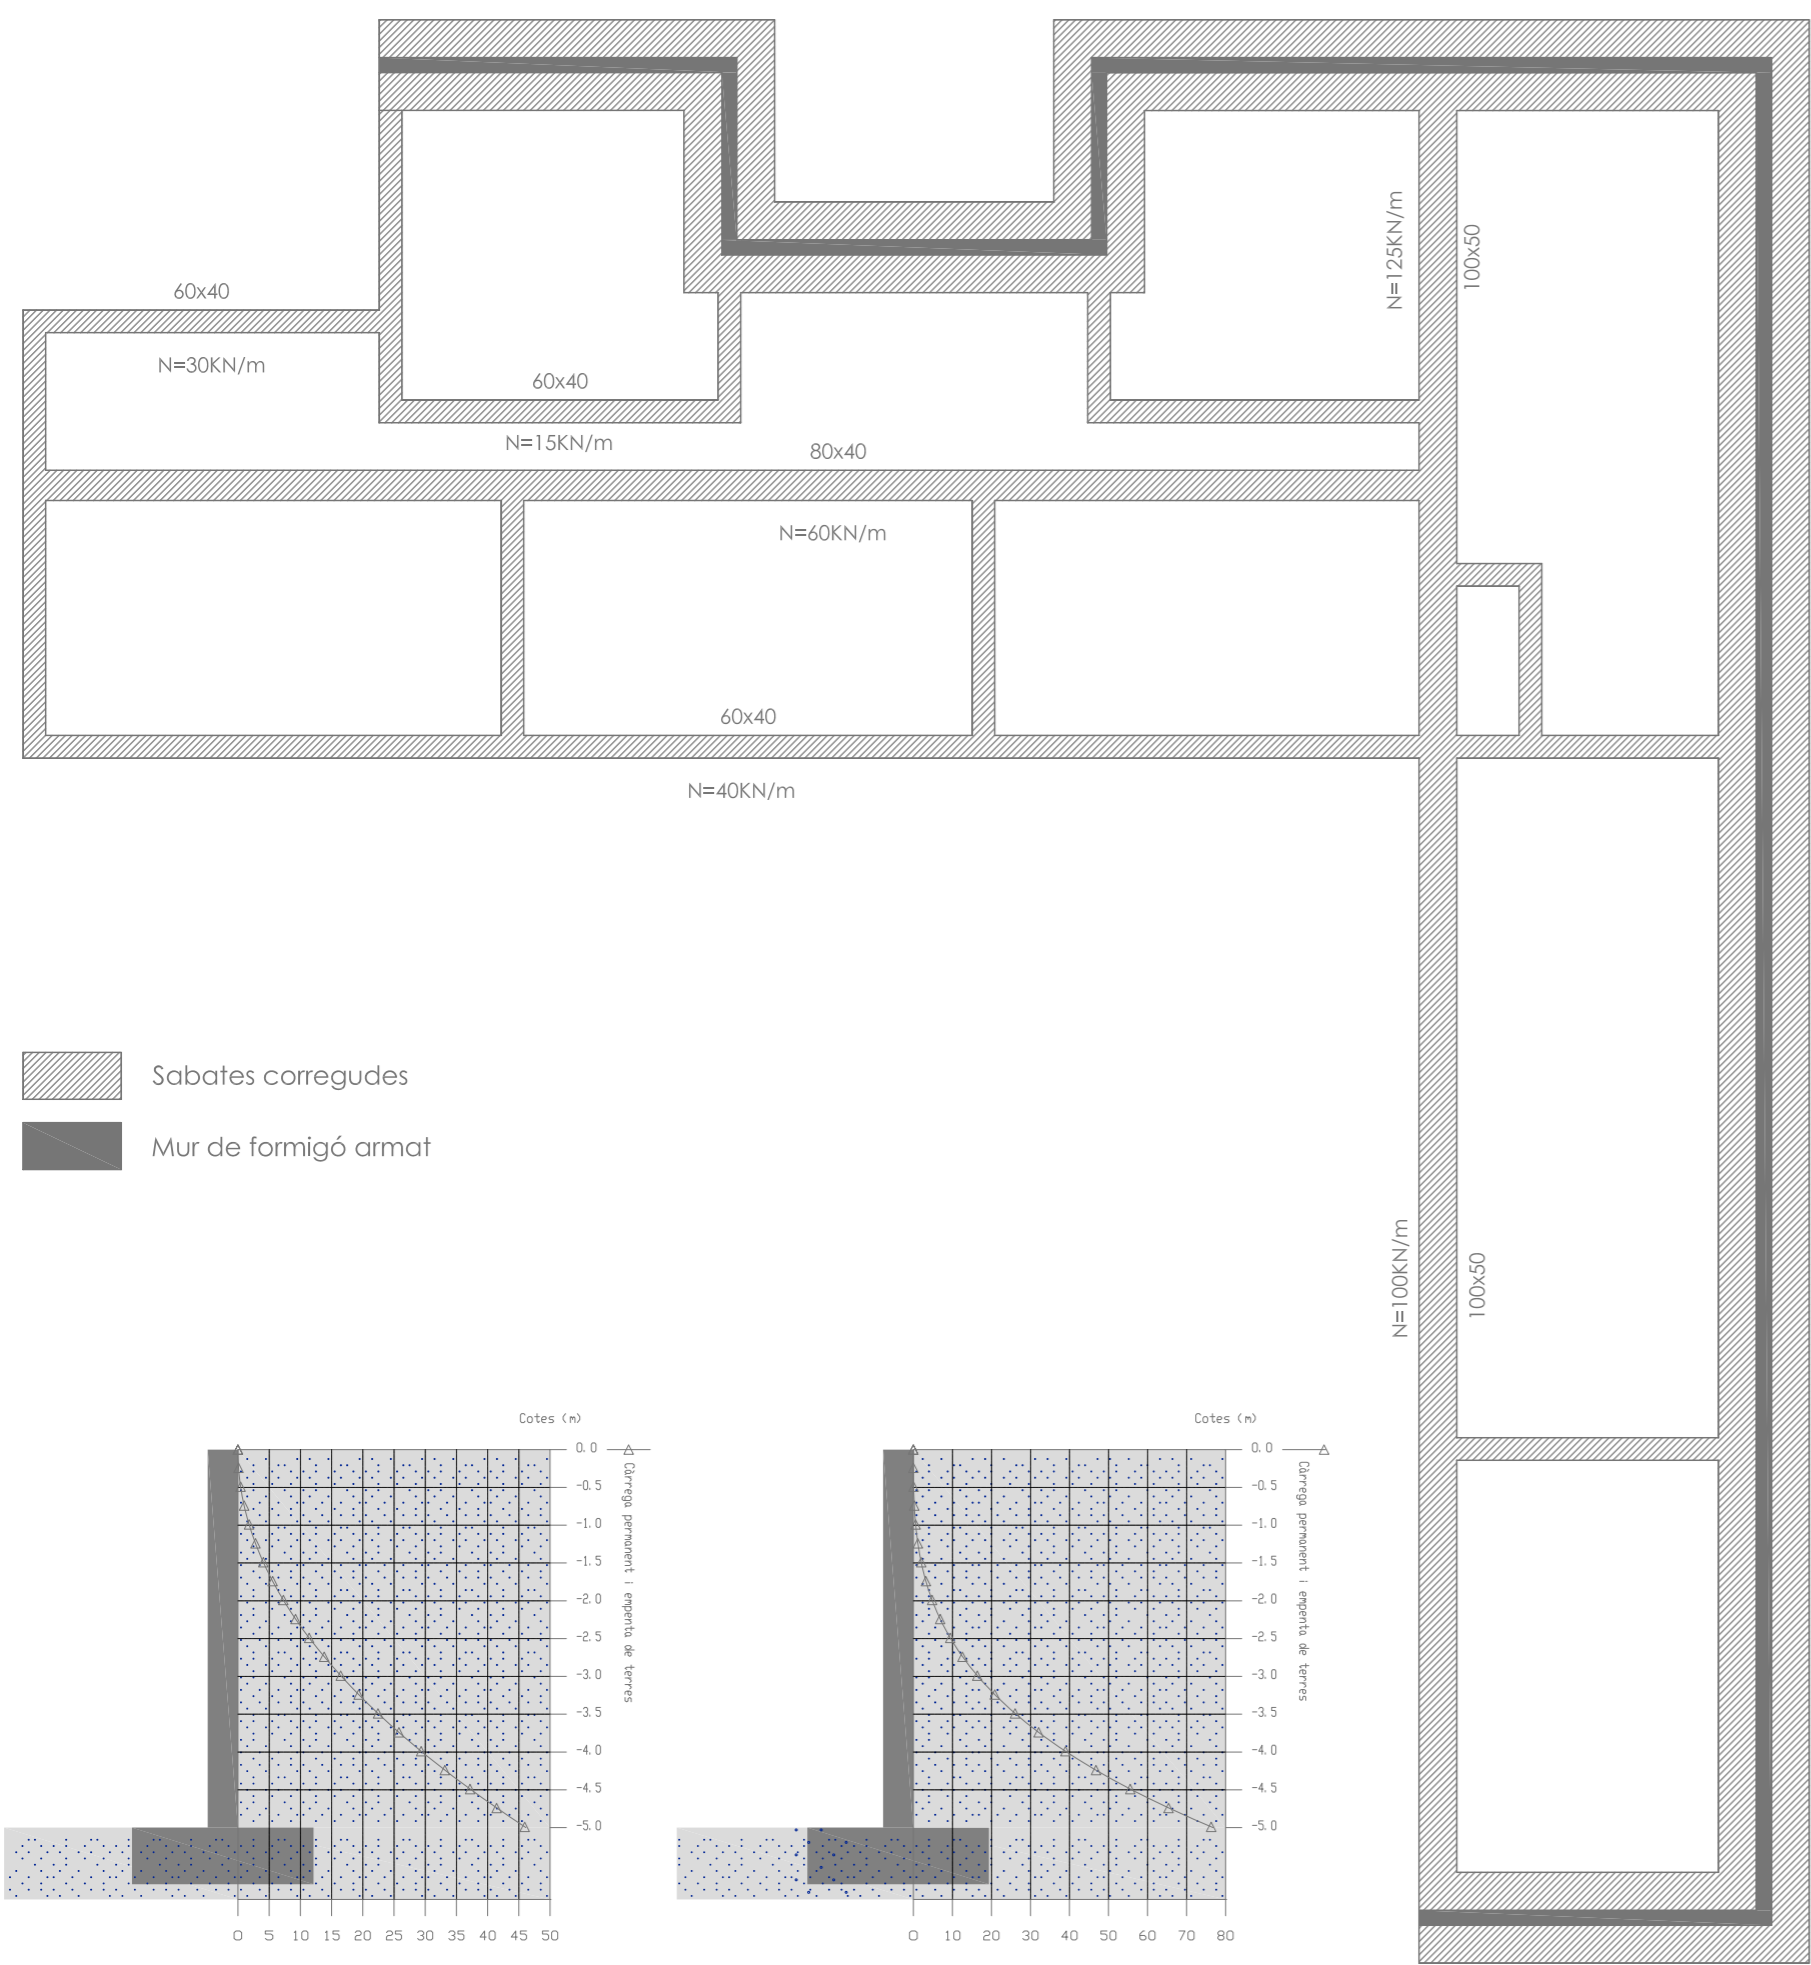 N=125KN/m
100x50
60x40
N=30KN/m
60x40
N=15KN/m
80x40
N=60KN/m
60x40
N=40KN/m
Sabates corregudes
Mur de formigó armat
N=100KN/m
100x50
Cotes (m)
0.0
-0.5
-1.0
-1.5
-2.0
-2.5
-3.0
-3.5
-4.0
-4.5
-5.0
Càrrega permanent i empenta de terres
0 5 10 15 20 25 30 35 40 45 50
Cotes (m)
0.0
-0.5
-1.0
-1.5
-2.0
-2.5
-3.0
-3.5
-4.0
-4.5
-5.0
Càrrega permanent i empenta de terres
0 10 20 30 40 50 60 70 80